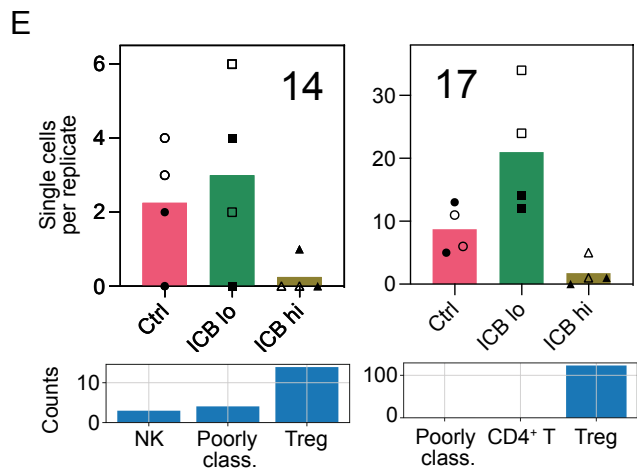 E
14
17
Single cells
per replicate
6
4
2
0
30
20
10
0
Ctrl
ICB lo
ICB hi
Ctrl
ICB lo
ICB hi
Counts
10
0
100
0
NK
Poorly
class.
Treg
Poorly
class.
CD4⁺ T
Treg